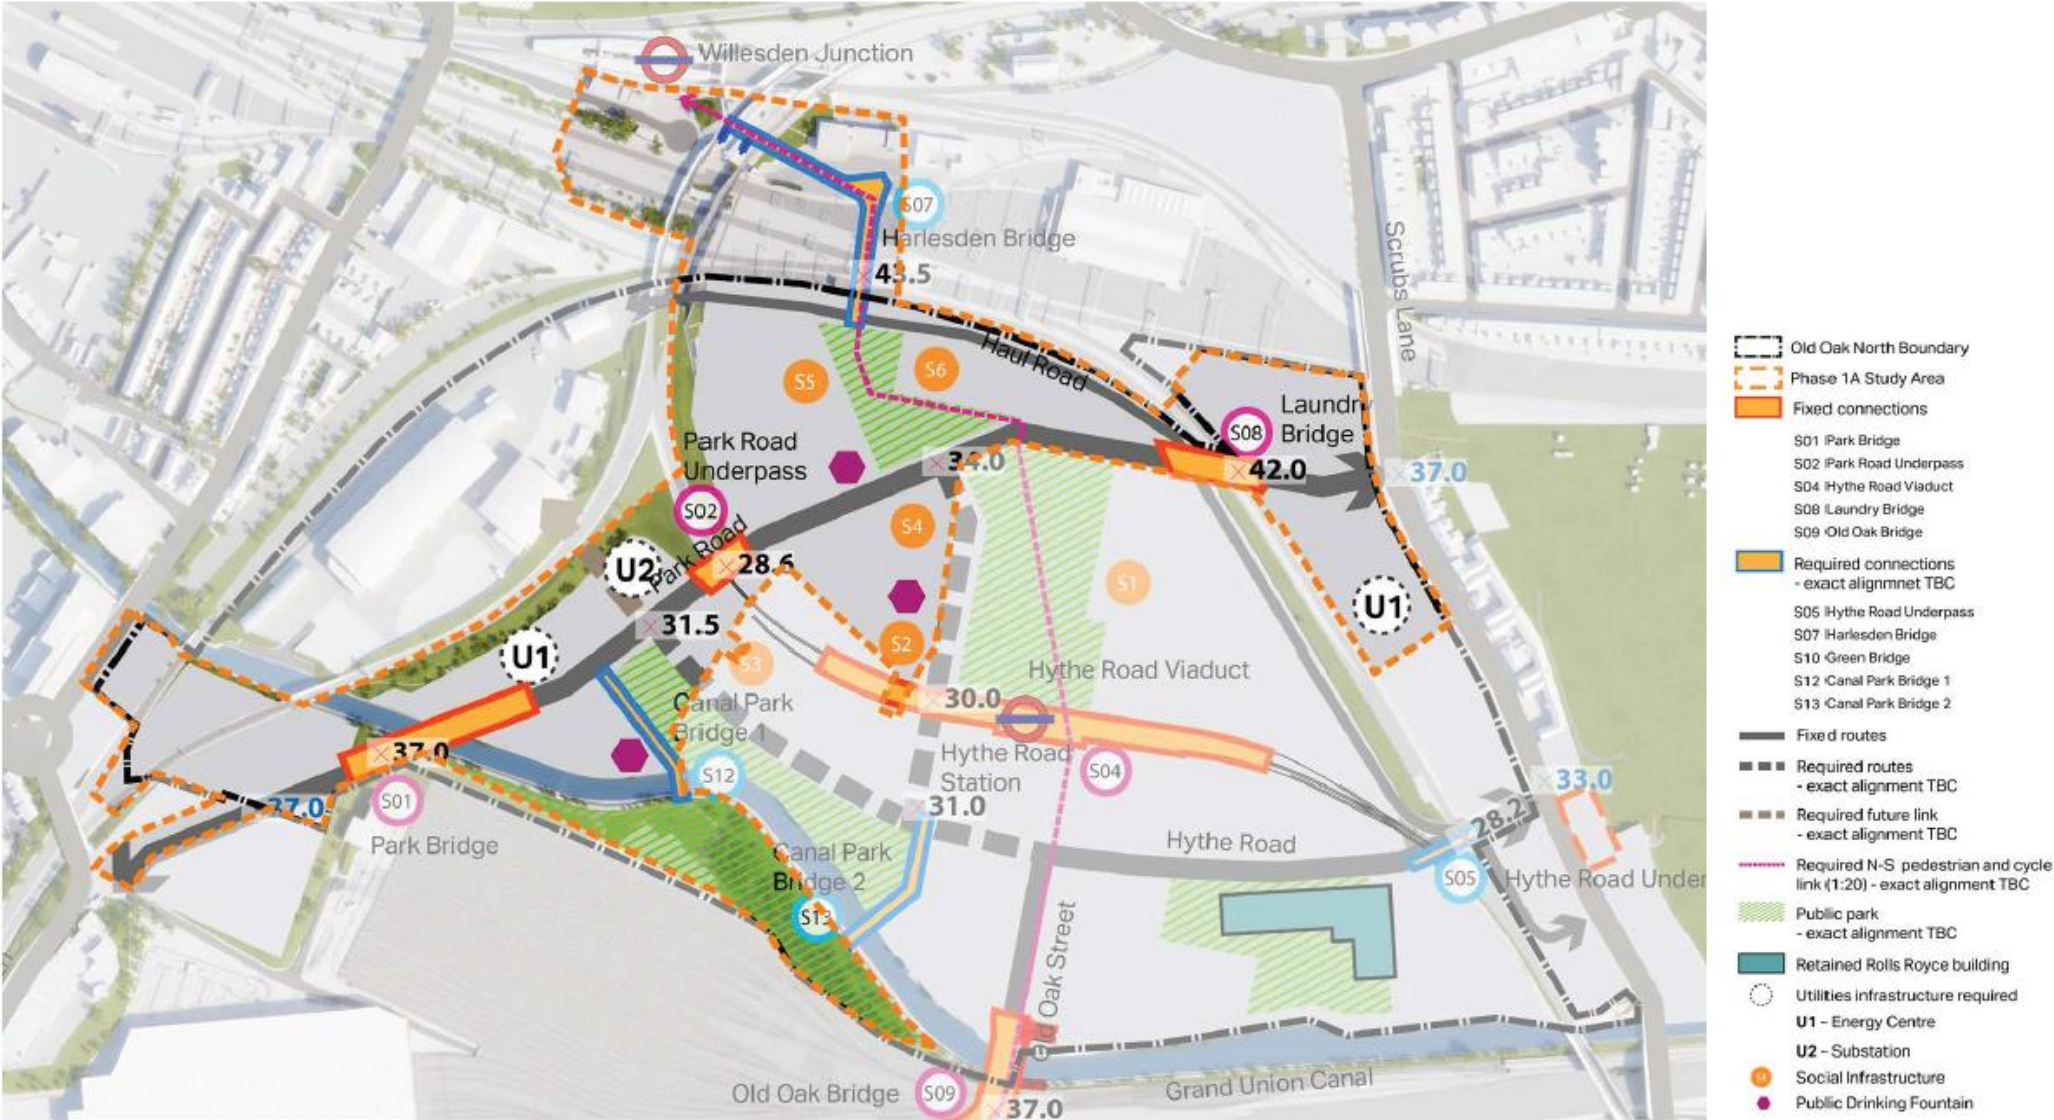 Willesden Junction
S07
Harlesden Bridge
43.5
Scrubs Lane
Haul Road
S5
S6
Laundry
Bridge
S08
Park Road
Underpass
34.0
42.0
37.0
S02
S4
Park Road
U2
28.6
S1
U1
31.5
U1
S2
S3
Hythe Road Viaduct
30.0
Canal Park
Bridge 1
37.0
Hythe Road
Station
S12
S04
33.0
S01
37.0
31.0
28.2
Park Bridge
Hythe Road
Canal Park
Bridge 2
S05
Hythe Road Under
S13
Old Oak Street
Old Oak Bridge
S09
Grand Union Canal
37.0
Old Oak North Boundary
Phase 1A Study Area
Fixed connections
S01 Park Bridge
S02 Park Road Underpass
S04 Hythe Road Viaduct
S08 Laundry Bridge
S09 Old Oak Bridge
Required connections
- exact alignmnet TBC
S05 Hythe Road Underpass
S07 Harlesden Bridge
S10 Green Bridge
S12 Canal Park Bridge 1
S13 Canal Park Bridge 2
Fixed routes
Required routes
- exact alignment TBC
Required future link
- exact alignment TBC
Required N-S pedestrian and cycle
link (1:20) - exact alignment TBC
Public park
- exact alignment TBC
Retained Rolls Royce building
Utilities infrastructure required
U1 - Energy Centre
U2 - Substation
Social Infrastructure
Public Drinking Fountain